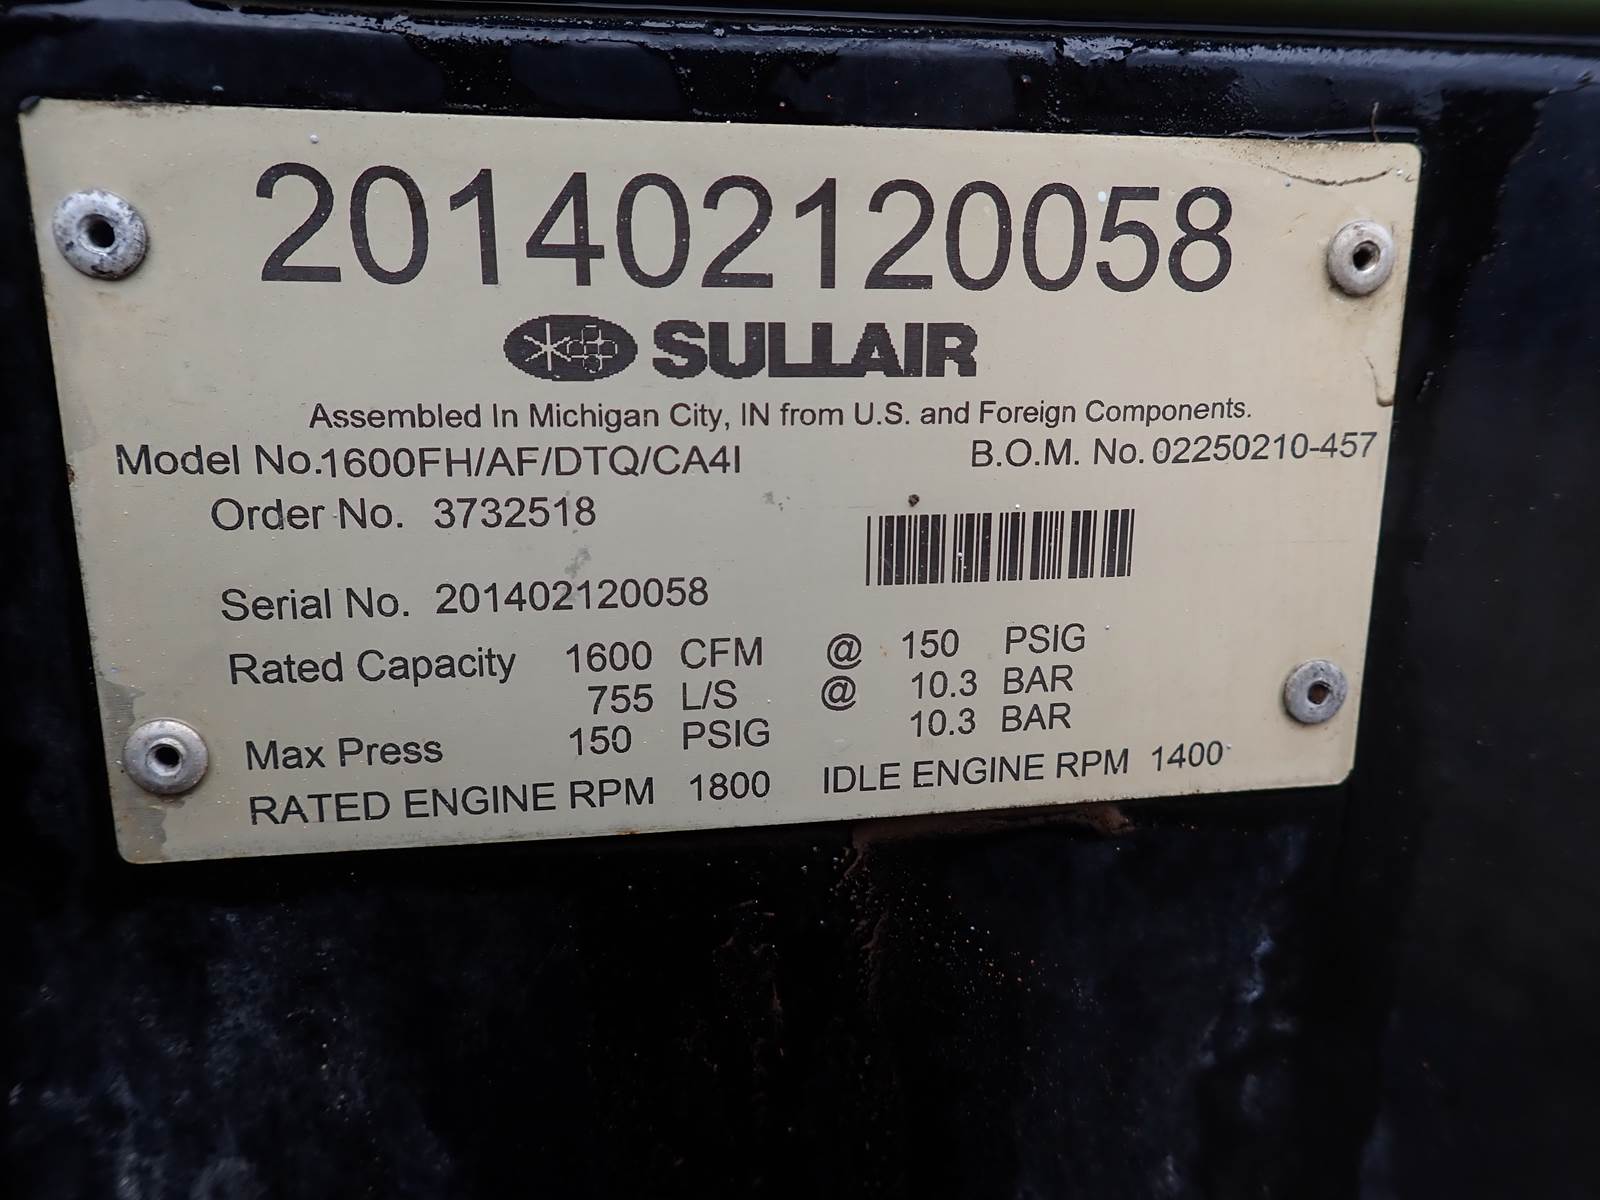 201402120058
SULLAIR
Assembled In Michigan City, IN from U.S. and Foreign Components.
Model No.1600FH/AF/DTQ/CA4I B.O.M. No. 02250210-457
Order No. 3732518
Serial No. 201402120058
Rated Capacity 1600 CFM @ 150 PSIG
755 L/S @ 10.3 BAR
Max Press 150 PSIG 10.3 BAR
RATED ENGINE RPM 1800 IDLE ENGINE RPM 1400